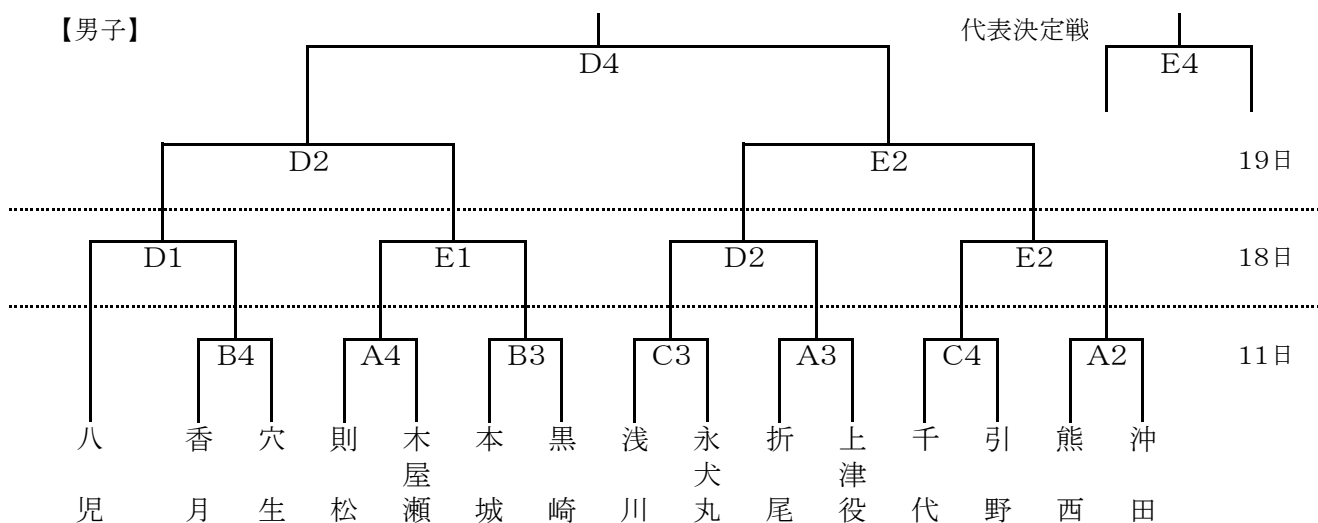 【男子】
代表決定戦
D4
E4
D2
E2
19日
D1
E1
D2
E2
18日
B4
A4
B3
C3
A3
C4
A2
11日
八児
香月
穴生
則松
木屋瀬
本城
黒崎
浅川
永犬丸
折尾
上津役
千代
引野
熊西
沖田